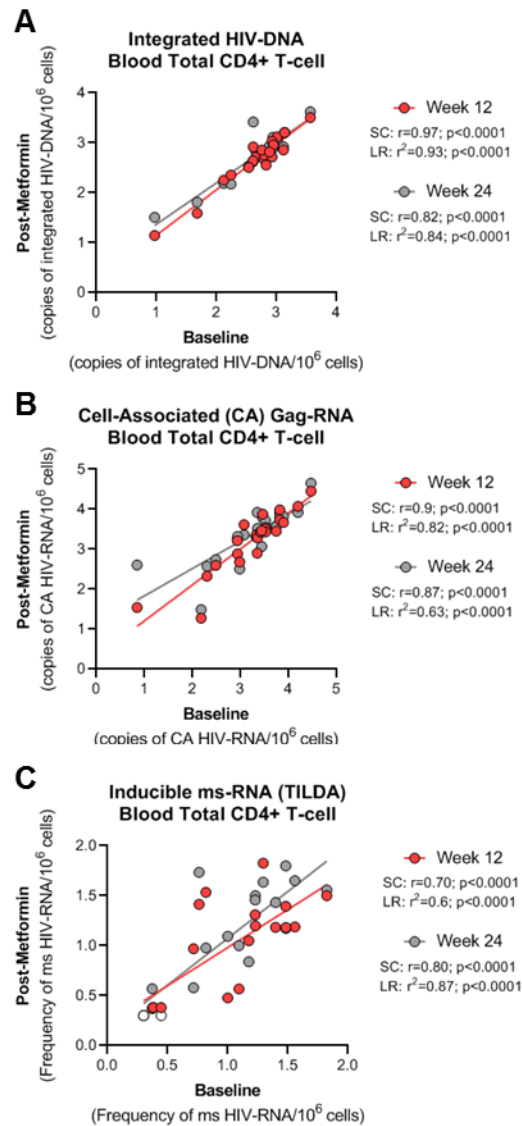 A
Integrated HIV-DNA
Blood Total CD4+ T-cell
Post-Metformin
(copies of integrated HIV-DNA/10⁶ cells)
4
3
2
1
0
0 1 2 3 4
Baseline
(copies of integrated HIV-DNA/10⁶ cells)
Week 12
SC: r=0.97; p<0.0001
LR: r²=0.93; p<0.0001
Week 24
SC: r=0.82; p<0.0001
LR: r²=0.84; p<0.0001
B
Cell-Associated (CA) Gag-RNA
Blood Total CD4+ T-cell
Post-Metformin
(copies of CA HIV-RNA/10⁶ cells)
5
4
3
2
1
0
0 1 2 3 4 5
Baseline
(copies of CA HIV-RNA/10⁶ cells)
Week 12
SC: r=0.9; p<0.0001
LR: r²=0.82; p<0.0001
Week 24
SC: r=0.87; p<0.0001
LR: r²=0.63; p<0.0001
C
Inducible ms-RNA (TILDA)
Blood Total CD4+ T-cell
Post-Metformin
(Frequency of ms HIV-RNA/10⁶ cells)
2.0
1.5
1.0
0.5
0.0
0.0 0.5 1.0 1.5 2.0
Baseline
(Frequency of ms HIV-RNA/10⁶ cells)
Week 12
SC: r=0.70; p<0.0001
LR: r²=0.6; p<0.0001
Week 24
SC: r=0.80; p<0.0001
LR: r²=0.87; p<0.0001